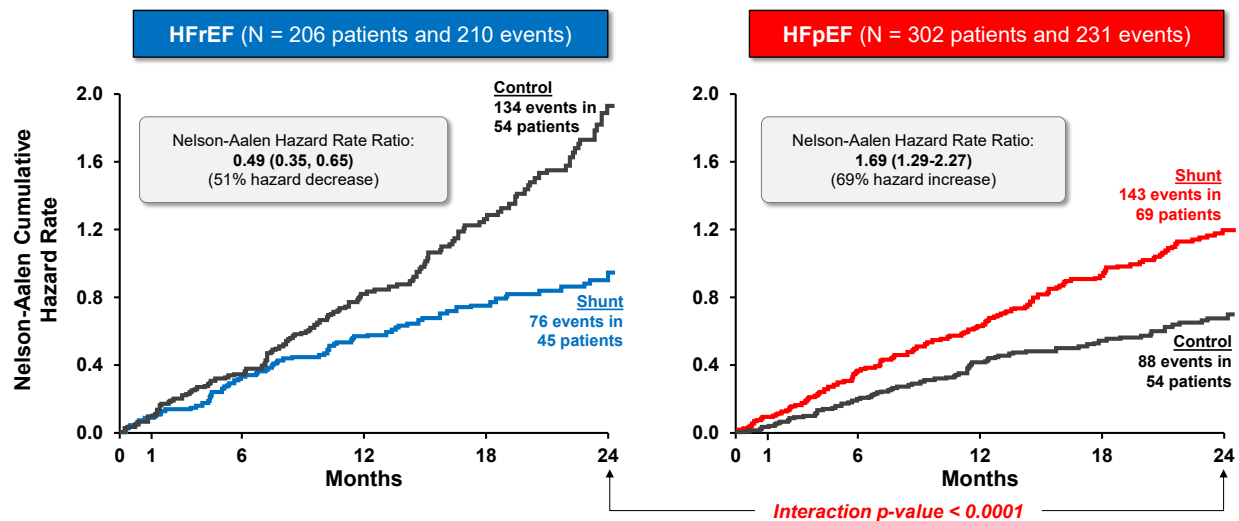 HFrEF (N = 206 patients and 210 events)
Nelson-Aalen Cumulative
Hazard Rate
2.0
1.6
1.2
0.8
0.4
0.0
Nelson-Aalen Hazard Rate Ratio:
0.49 (0.35, 0.65)
(51% hazard decrease)
Control
134 events in
54 patients
Shunt
76 events in
45 patients
0 1 6 12 18 24
Months
HFpEF (N = 302 patients and 231 events)
2.0
1.6
1.2
0.8
0.4
0.0
Nelson-Aalen Hazard Rate Ratio:
1.69 (1.29-2.27)
(69% hazard increase)
Shunt
143 events in
69 patients
Control
88 events in
54 patients
0 1 6 12 18 24
Months
Interaction p-value < 0.0001